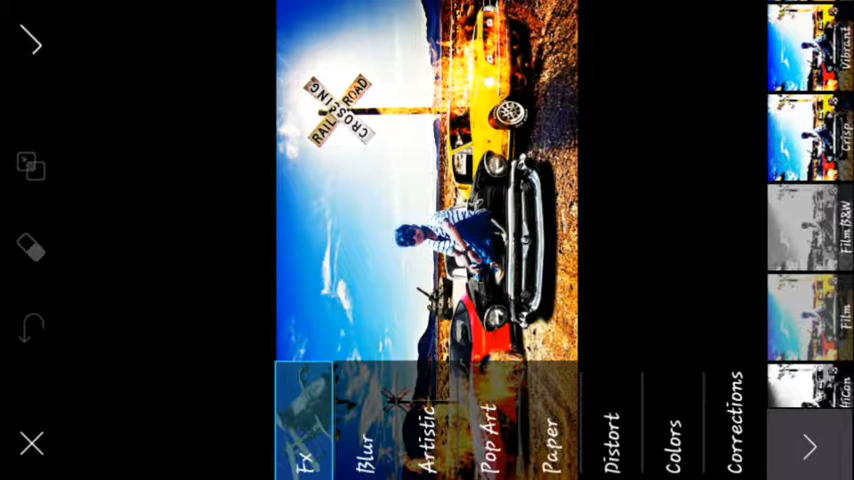 RAIL ROAD
CROSSING
Fx
Blur
Artistic
Pop Art
Paper
Distort
Colors
Corrections
Vibrant
Crisp
Film B&W
Film
HiCon